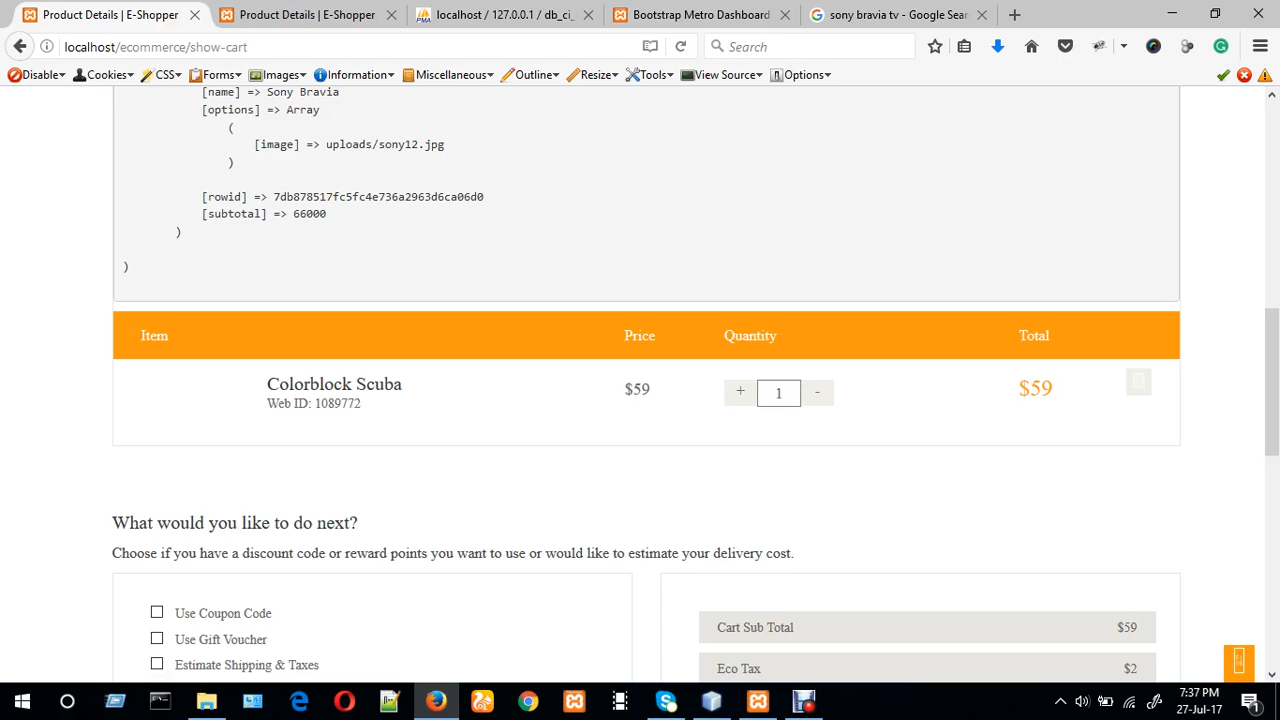 Product Details | E-Shopper
Product Details | E-Shopper
localhost / 127.0.0.1 / db_ci_
Bootstrap Metro Dashboard
sony bravia tv - Google Sear
localhost/ecommerce/show-cart
Search
Disable
Cookies
CSS
Forms
Images
Information
Miscellaneous
Outline
Resize
Tools
View Source
Options
[name] => Sony Bravia
[options] => Array
(
[image] => uploads/sony12.jpg
)
[rowid] => 7db878517fc5fc4e736a2963d6ca06d0
[subtotal] => 66000
)
)
Item Price Quantity Total
Colorblock Scuba
Web ID: 1089772
$59
+ 1 -
$59
What would you like to do next?
Choose if you have a discount code or reward points you want to use or would like to estimate your delivery cost.
Use Coupon Code
Use Gift Voucher
Estimate Shipping & Taxes
Cart Sub Total $59
Eco Tax $2
7:37 PM
27-Jul-17